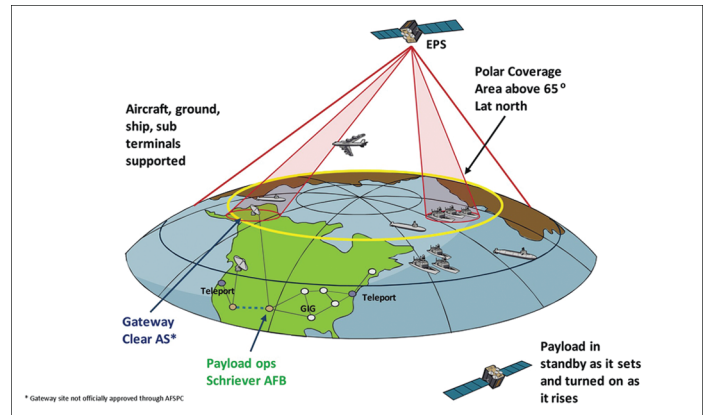 EPS
Polar Coverage
Area above 65°
Lat north
Aircraft, ground,
ship, sub
terminals
supported
Teleport
GIG
Teleport
Gateway
Clear AS*
Payload ops
Schriever AFB
Payload in
standby as it sets
and turned on as
it rises
* Gateway site not officially approved through AFSPC